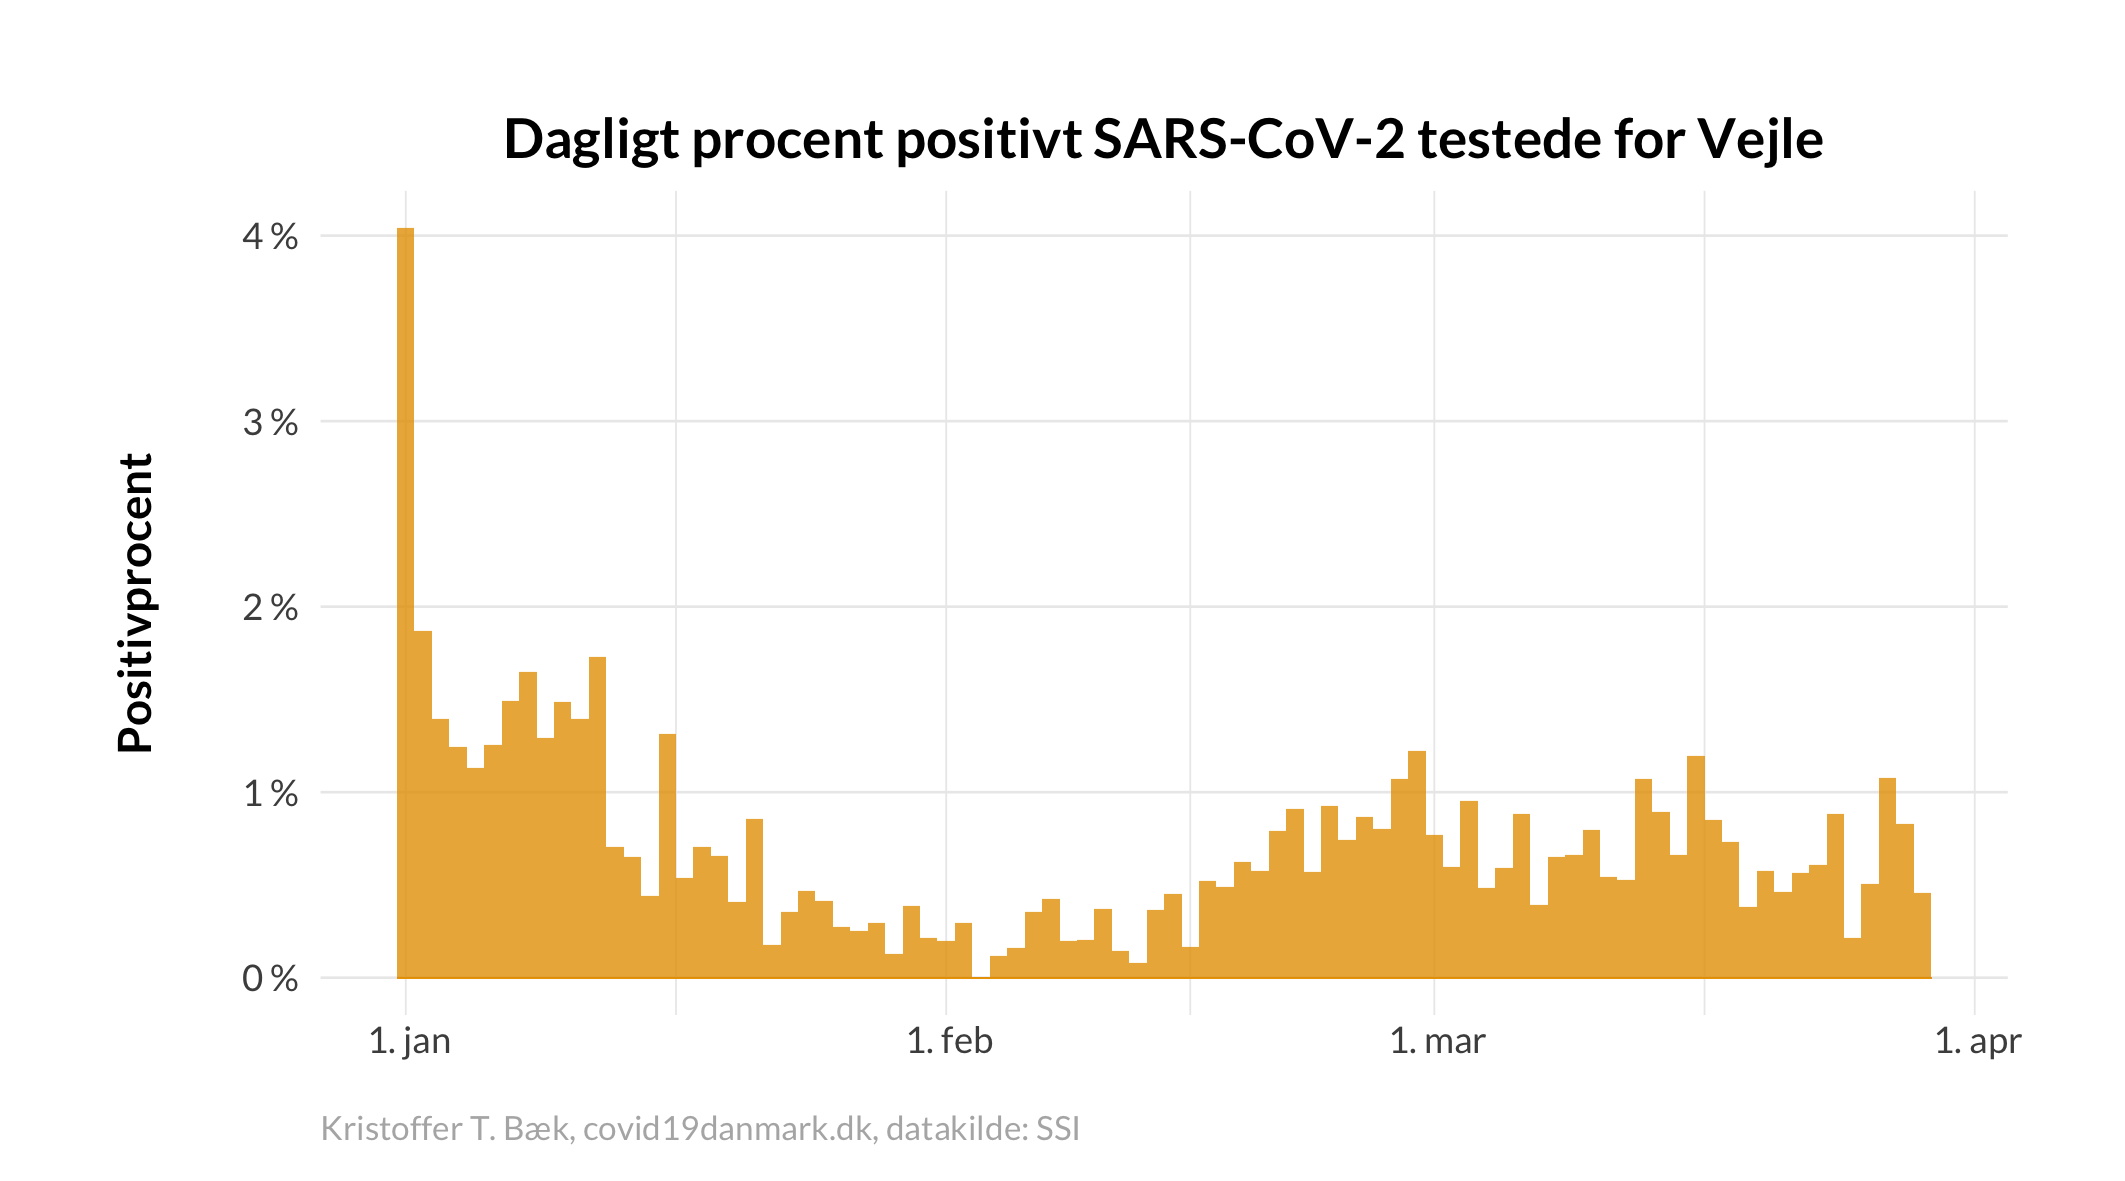 Dagligt procent positivt SARS-CoV-2 testede for Vejle
Positivprocent
4 %
3 %
2 %
1 %
0 %
1. jan
1. feb
1. mar
1. apr
Kristoffer T. Bæk, covid19danmark.dk, datakilde: SSI